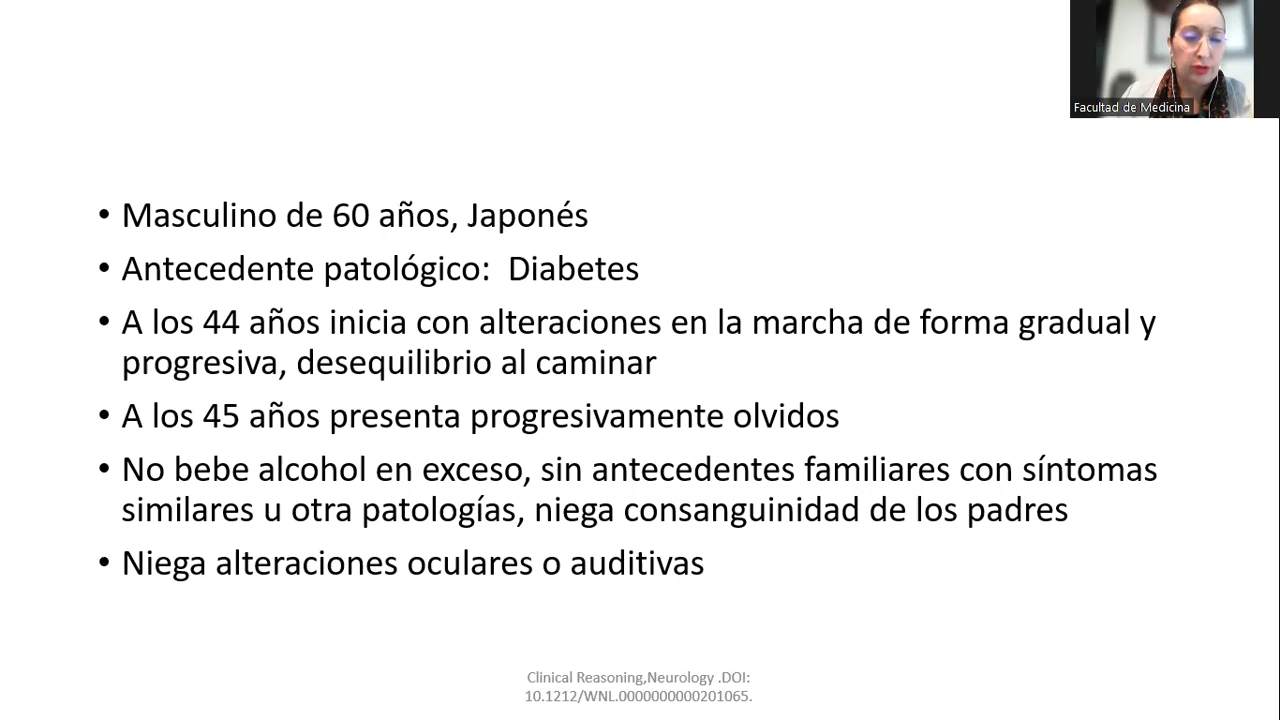 Facultad de Medicina
• Masculino de 60 años, Japonés
• Antecedente patológico:  Diabetes
• A los 44 años inicia con alteraciones en la marcha de forma gradual y
progresiva, desequilibrio al caminar
• A los 45 años presenta progresivamente olvidos
• No bebe alcohol en exceso, sin antecedentes familiares con síntomas
similares u otra patologías, niega consanguinidad de los padres
• Niega alteraciones oculares o auditivas
Clinical Reasoning,Neurology .DOI:
10.1212/WNL.0000000000201065.